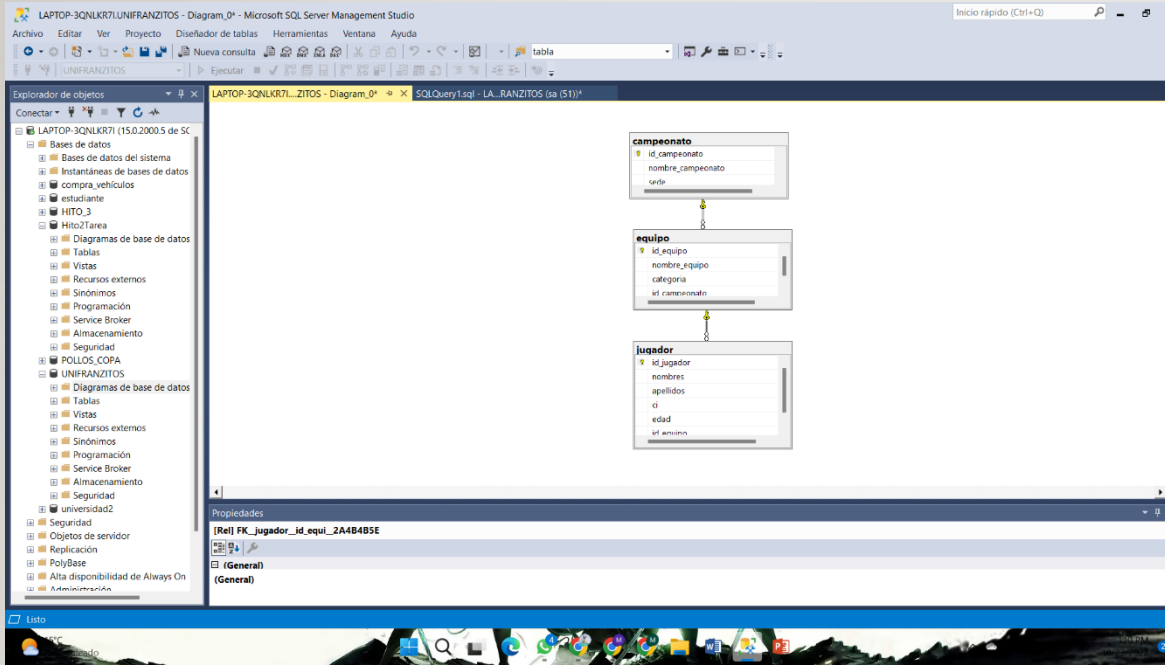 LAPTOP-3QNLKR7I.UNIFRANZITOS - Diagram_0* - Microsoft SQL Server Management Studio
Inicio rápido (Ctrl+Q)
Archivo Editar Ver Proyecto Diseñador de tablas Herramientas Ventana Ayuda
Nueva consulta
tabla
UNIFRANZITOS
Ejecutar
Explorador de objetos
Conectar
LAPTOP-3QNLKR7I (15.0.2000.5 de SQ
Bases de datos
Bases de datos del sistema
Instantáneas de bases de datos
compra_vehículos
estudiante
HITO_3
Hito2Tarea
Diagramas de base de datos
Tablas
Vistas
Recursos externos
Sinónimos
Programación
Service Broker
Almacenamiento
Seguridad
POLLOS_COPA
UNIFRANZITOS
Diagramas de base de datos
Tablas
Vistas
Recursos externos
Sinónimos
Programación
Service Broker
Almacenamiento
Seguridad
universidad2
Seguridad
Objetos de servidor
Replicación
PolyBase
Alta disponibilidad de Always On
Administración
LAPTOP-3QNLKR7I....ZITOS - Diagram_0*
SQLQuery1.sql - LA...RANZITOS (sa (51))*
campeonato
id_campeonato
nombre_campeonato
sede
equipo
id_equipo
nombre_equipo
categoria
id_campeonato
jugador
id_jugador
nombres
apellidos
ci
edad
id_equipo
Propiedades
[Rel] FK__jugador__id_equi__2A4B4B5E
(General)
(General)
Listo